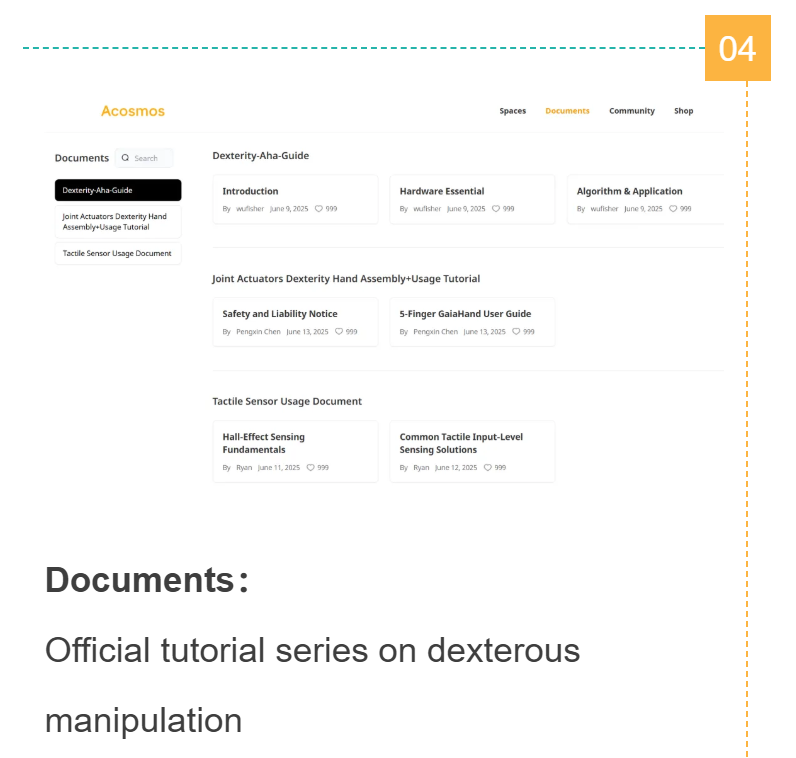 04
Acosmos
Spaces Documents Community Shop
Documents Search
Dexterity-Aha-Guide
Joint Actuators Dexterity Hand
Assembly+Usage Tutorial
Tactile Sensor Usage Document
Dexterity-Aha-Guide
Introduction
By wufisher June 9, 2025 999
Hardware Essential
By wufisher June 9, 2025 999
Algorithm & Application
By wufisher June 9, 2025 999
Joint Actuators Dexterity Hand Assembly+Usage Tutorial
Safety and Liability Notice
By Pengxin Chen June 13, 2025 999
5-Finger GaiaHand User Guide
By Pengxin Chen June 13, 2025 999
Tactile Sensor Usage Document
Hall-Effect Sensing
Fundamentals
By Ryan June 11, 2025 999
Common Tactile Input-Level
Sensing Solutions
By Ryan June 12, 2025 999
Documents：
Official tutorial series on dexterous
manipulation